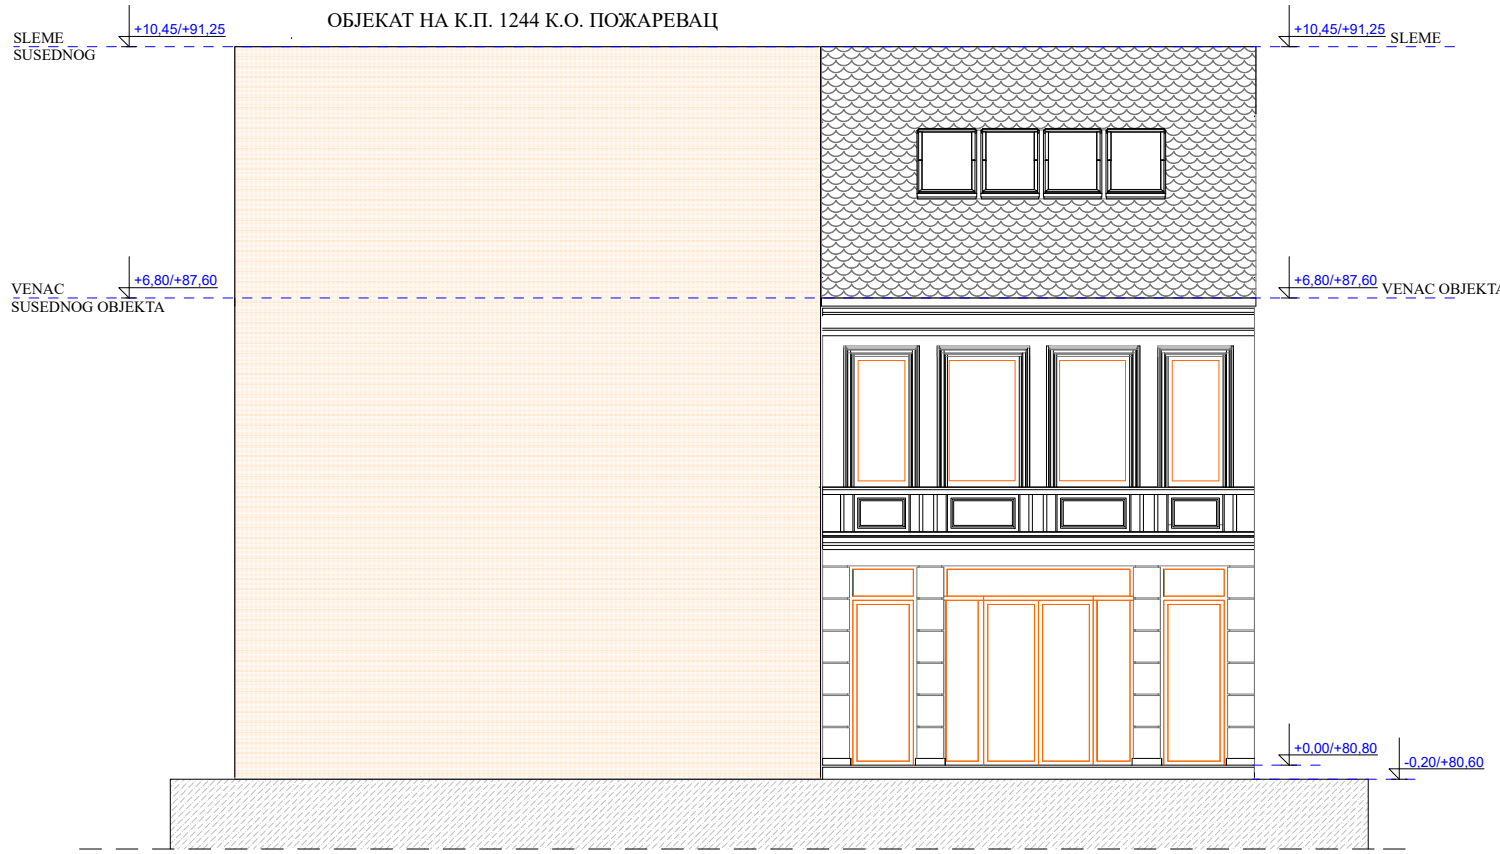 ОБЈЕКАТ НА К.П. 1244 К.О. ПОЖАРЕВАЦ
+10,45/+91,25
SLEME
SUSEDNOG
+10,45/+91,25
SLEME
+6,80/+87,60
VENAC
SUSEDNOG OBJEKTA
+6,80/+87,60
VENAC OBJEKTA
+0,00/+80,80
-0,20/+80,60